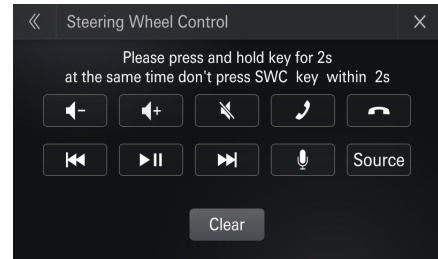 Steering Wheel Control
Please press and hold key for 2s
at the same time don't press SWC key within 2s
Source
Clear